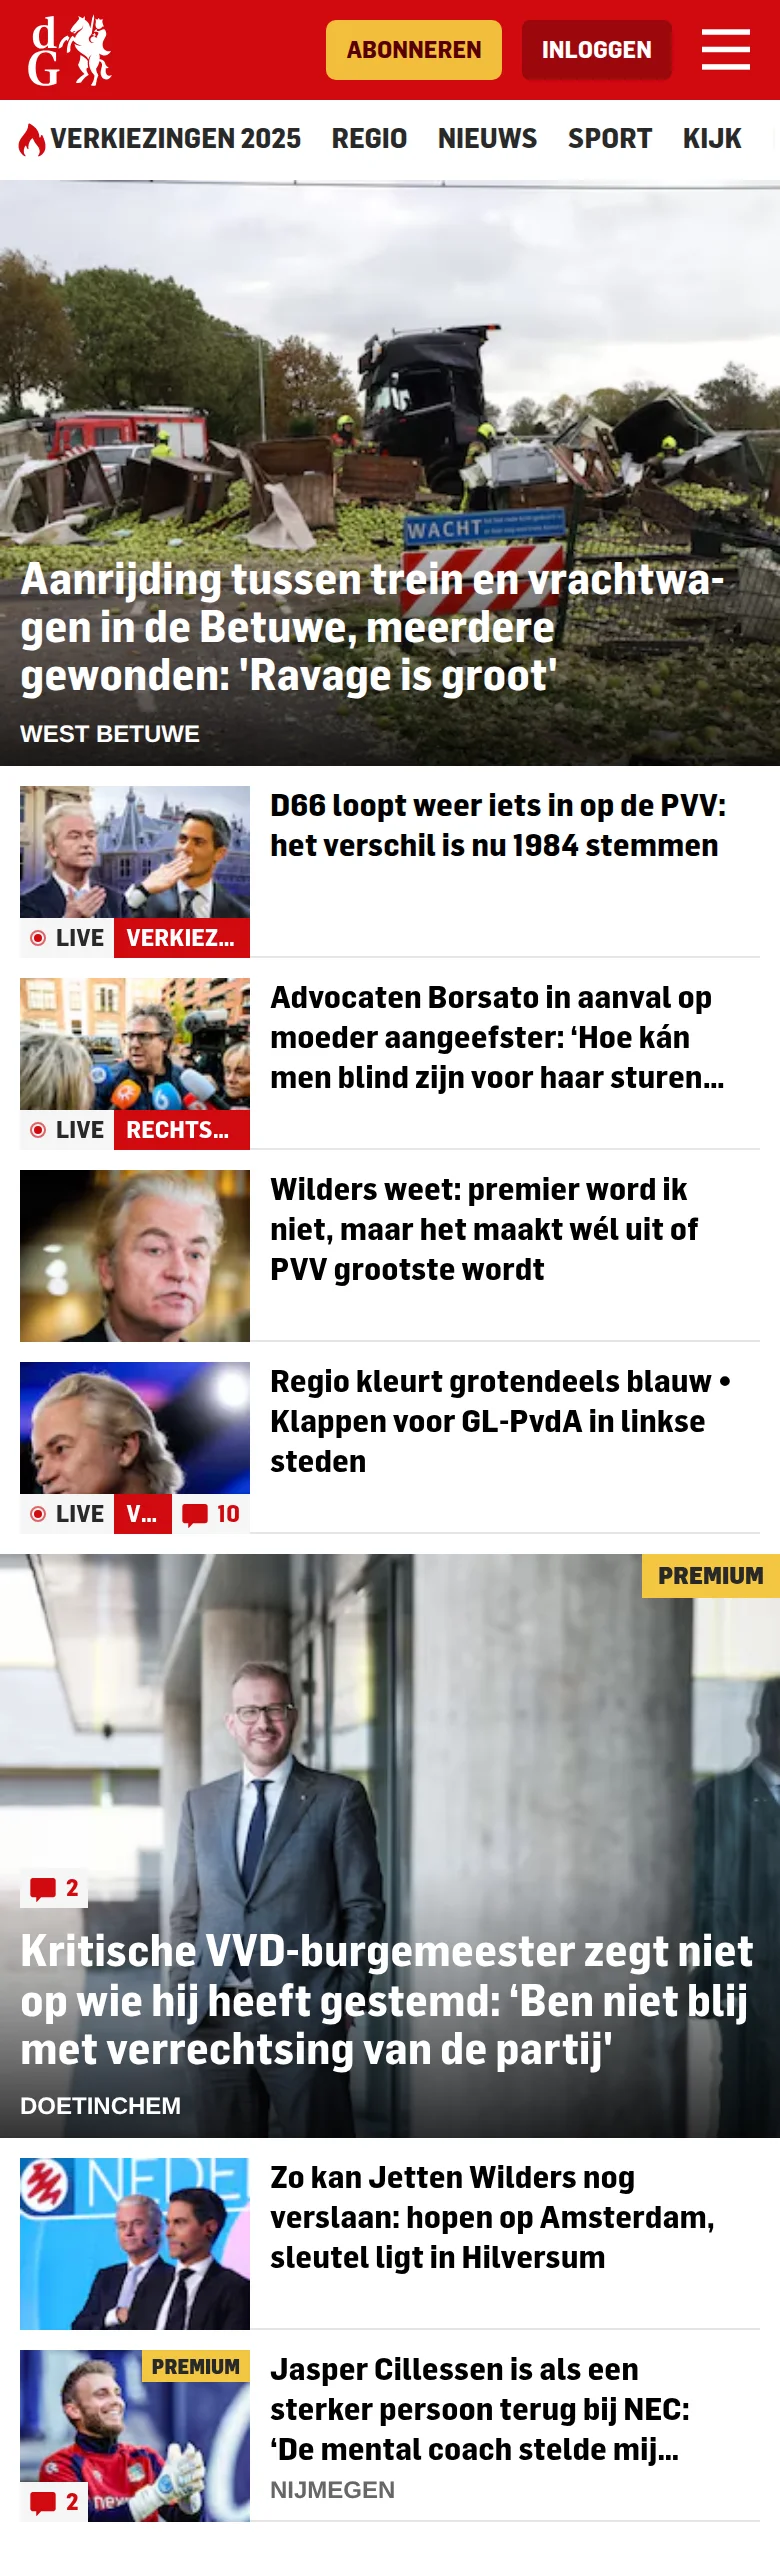 dG
ABONNEREN
INLOGGEN
VERKIEZINGEN 2025
REGIO
NIEUWS
SPORT
KIJK
WACHT
Aanrijding tussen trein en vrachtwa-
gen in de Betuwe, meerdere
gewonden: 'Ravage is groot'
WEST BETUWE
D66 loopt weer iets in op de PVV:
het verschil is nu 1984 stemmen
LIVE
VERKIEZ...
Advocaten Borsato in aanval op
moeder aangeefster: ‘Hoe kán
men blind zijn voor haar sturen...
LIVE
RECHTS...
Wilders weet: premier word ik
niet, maar het maakt wél uit of
PVV grootste wordt
Regio kleurt grotendeels blauw •
Klappen voor GL-PvdA in linkse
steden
LIVE
V...
10
PREMIUM
2
Kritische VVD-burgemeester zegt niet
op wie hij heeft gestemd: ‘Ben niet blij
met verrechtsing van de partij'
DOETINCHEM
NEDE
Zo kan Jetten Wilders nog
verslaan: hopen op Amsterdam,
sleutel ligt in Hilversum
PREMIUM
Jasper Cillessen is als een
sterker persoon terug bij NEC:
‘De mental coach stelde mij...
NIJMEGEN
2
nex